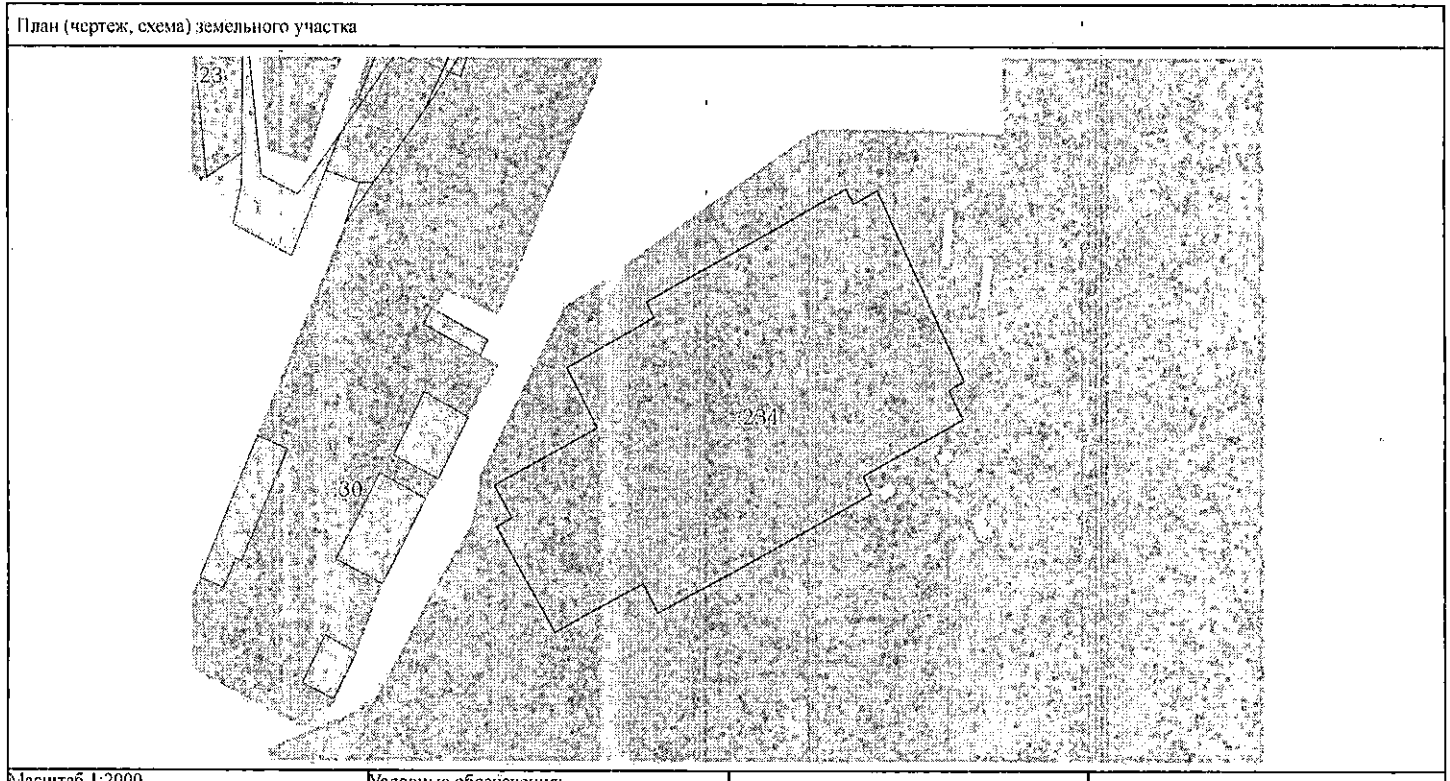 План (чертеж, схема) земельного участка
23
:234
:30
Масштаб 1:2000
Условные обозначения: